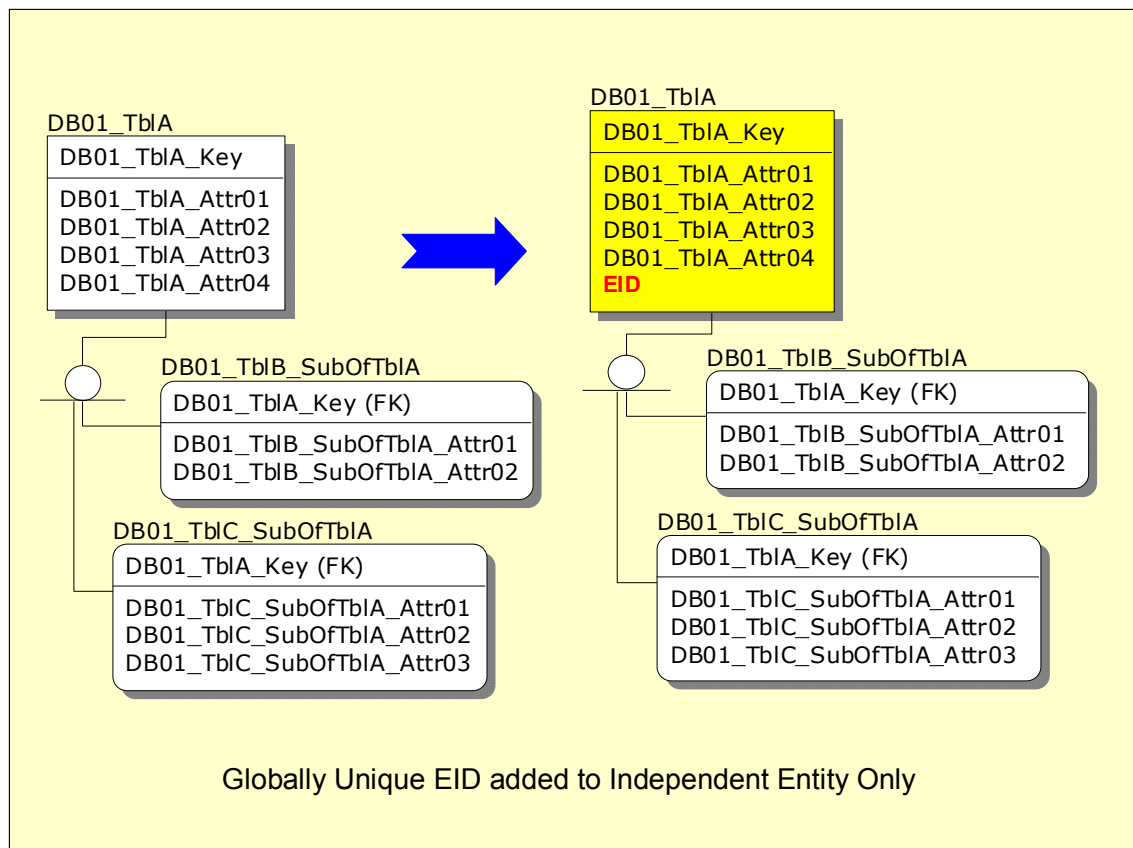 DB01_TblA
DB01_TblA_Key
DB01_TblA_Attr01
DB01_TblA_Attr02
DB01_TblA_Attr03
DB01_TblA_Attr04
DB01_TblB_SubOfTblA
DB01_TblA_Key (FK)
DB01_TblB_SubOfTblA_Attr01
DB01_TblB_SubOfTblA_Attr02
DB01_TblC_SubOfTblA
DB01_TblA_Key (FK)
DB01_TblC_SubOfTblA_Attr01
DB01_TblC_SubOfTblA_Attr02
DB01_TblC_SubOfTblA_Attr03
DB01_TblA
DB01_TblA_Key
DB01_TblA_Attr01
DB01_TblA_Attr02
DB01_TblA_Attr03
DB01_TblA_Attr04
EID
DB01_TblB_SubOfTblA
DB01_TblA_Key (FK)
DB01_TblB_SubOfTblA_Attr01
DB01_TblB_SubOfTblA_Attr02
DB01_TblC_SubOfTblA
DB01_TblA_Key (FK)
DB01_TblC_SubOfTblA_Attr01
DB01_TblC_SubOfTblA_Attr02
DB01_TblC_SubOfTblA_Attr03
Globally Unique EID added to Independent Entity Only